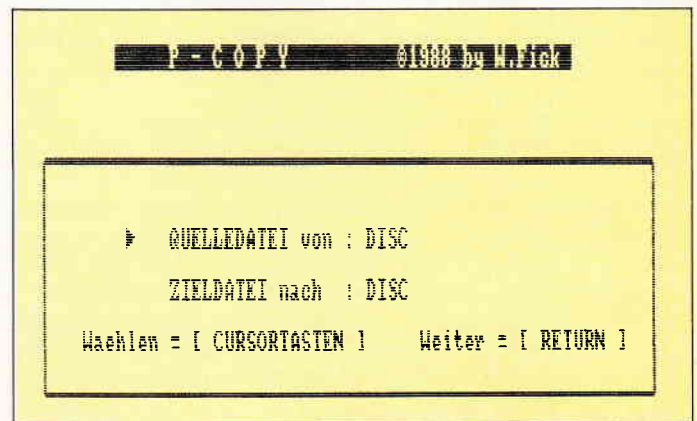 P - C O P Y ©1988 by W.Fick
QUELLEDATEI von : DISC
ZIELDATEI nach : DISC
Waehlen = [ CURSORTASTEN ] Weiter = [ RETURN ]